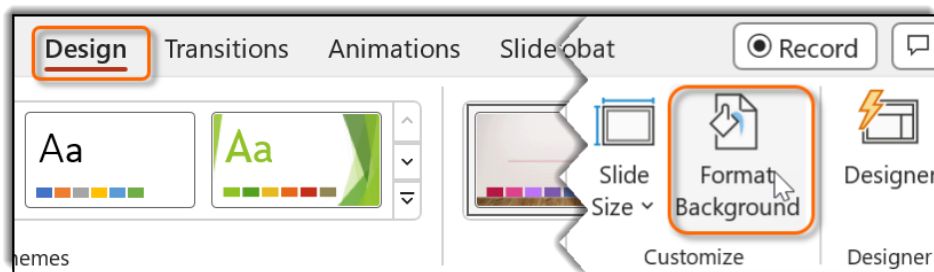 Design Transitions Animations Slide obat Record
Aa Aa
Slide Format Designer
Size Background
hemes Customize Designer